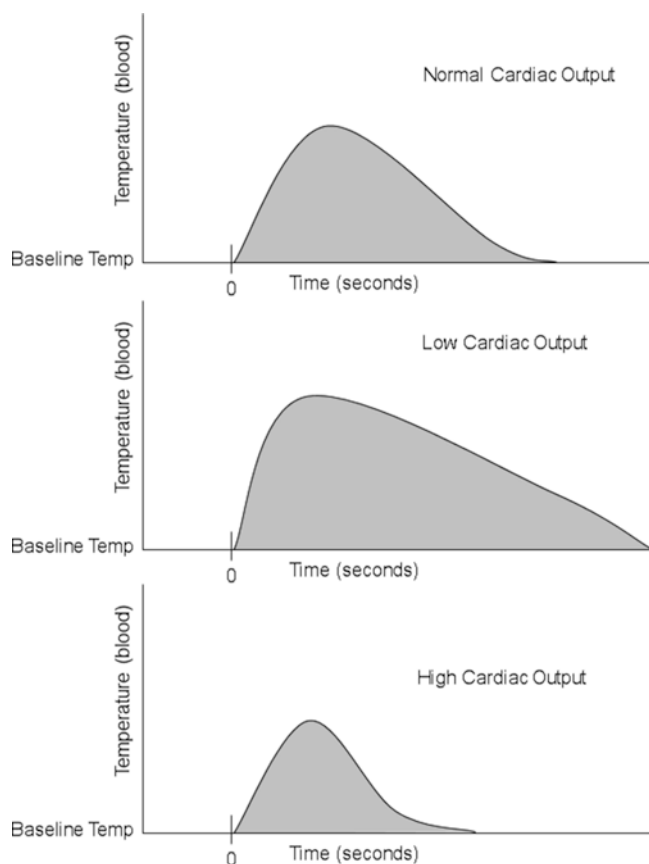 Temperature (blood)
Normal Cardiac Output
Baseline Temp
0
Time (seconds)
Temperature (blood)
Low Cardiac Output
Baseline Temp
0
Time (seconds)
Temperature (blood)
High Cardiac Output
Baseline Temp
0
Time (seconds)